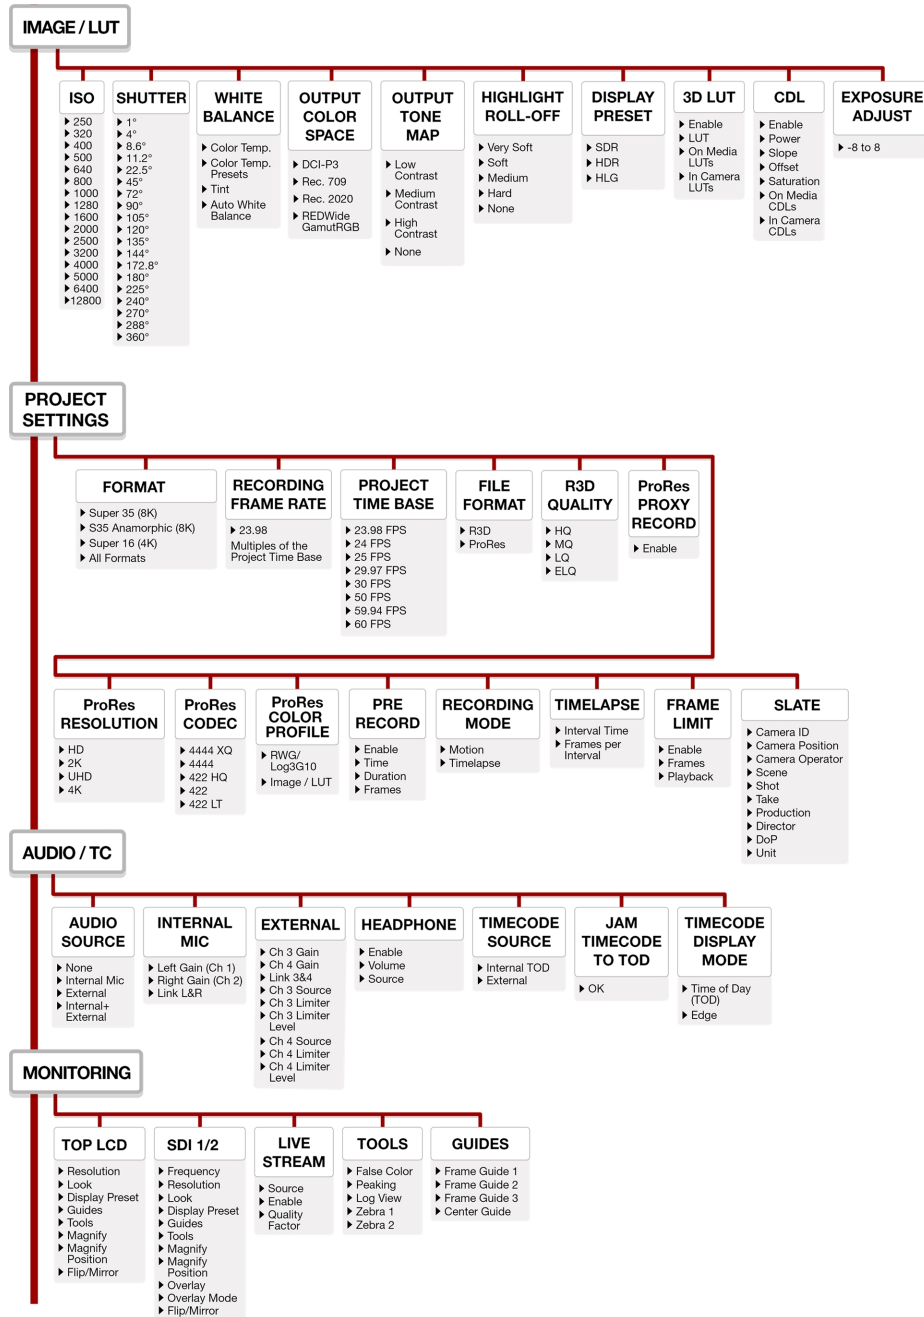 IMAGE / LUT
ISO
250
320
400
500
640
800
1000
1280
1600
2000
2500
3200
4000
5000
6400
12800
SHUTTER
1°
4°
8.6°
11.2°
22.5°
45°
72°
90°
105°
120°
135°
144°
172.8°
180°
225°
240°
270°
288°
360°
WHITE
BALANCE
Color Temp.
Color Temp.
Presets
Tint
Auto White
Balance
OUTPUT
COLOR
SPACE
DCI-P3
Rec. 709
Rec. 2020
REDWide
GamutRGB
OUTPUT
TONE
MAP
Low
Contrast
Medium
Contrast
High
Contrast
None
HIGHLIGHT
ROLL-OFF
Very Soft
Soft
Medium
Hard
None
DISPLAY
PRESET
SDR
HDR
HLG
3D LUT
Enable
LUT
On Media
LUTs
In Camera
LUTs
CDL
Enable
Power
Slope
Offset
Saturation
On Media
CDLs
In Camera
CDLs
EXPOSURE
ADJUST
-8 to 8
PROJECT
SETTINGS
FORMAT
Super 35 (8K)
S35 Anamorphic (8K)
Super 16 (4K)
All Formats
RECORDING
FRAME RATE
23.98
Multiples of the
Project Time Base
PROJECT
TIME BASE
23.98 FPS
24 FPS
25 FPS
29.97 FPS
30 FPS
50 FPS
59.94 FPS
60 FPS
FILE
FORMAT
R3D
ProRes
R3D
QUALITY
HQ
MQ
LQ
ELQ
ProRes
PROXY
RECORD
Enable
ProRes
RESOLUTION
HD
2K
UHD
4K
ProRes
CODEC
4444 XQ
4444
422 HQ
422
422 LT
ProRes
COLOR
PROFILE
RWG/
Log3G10
Image / LUT
PRE
RECORD
Enable
Time
Duration
Frames
RECORDING
MODE
Motion
Timelapse
TIMELAPSE
Interval Time
Frames per
Interval
FRAME
LIMIT
Enable
Frames
Playback
SLATE
Camera ID
Camera Position
Camera Operator
Scene
Shot
Take
Production
Director
DoP
Unit
AUDIO / TC
AUDIO
SOURCE
None
Internal Mic
External
Internal+
External
INTERNAL
MIC
Left Gain (Ch 1)
Right Gain (Ch 2)
Link L&R
EXTERNAL
Ch 3 Gain
Ch 4 Gain
Link 3&4
Ch 3 Source
Ch 3 Limiter
Ch 3 Limiter
Level
Ch 4 Source
Ch 4 Limiter
Ch 4 Limiter
Level
HEADPHONE
Enable
Volume
Source
TIMECODE
SOURCE
Internal TOD
External
JAM
TIMECODE
TO TOD
OK
TIMECODE
DISPLAY
MODE
Time of Day
(TOD)
Edge
MONITORING
TOP LCD
Resolution
Look
Display Preset
Guides
Tools
Magnify
Magnify
Position
Flip/Mirror
SDI 1/2
Frequency
Resolution
Look
Display Preset
Guides
Tools
Magnify
Magnify
Position
Overlay
Overlay Mode
Flip/Mirror
LIVE
STREAM
Source
Enable
Quality
Factor
TOOLS
False Color
Peaking
Log View
Zebra 1
Zebra 2
GUIDES
Frame Guide 1
Frame Guide 2
Frame Guide 3
Center Guide